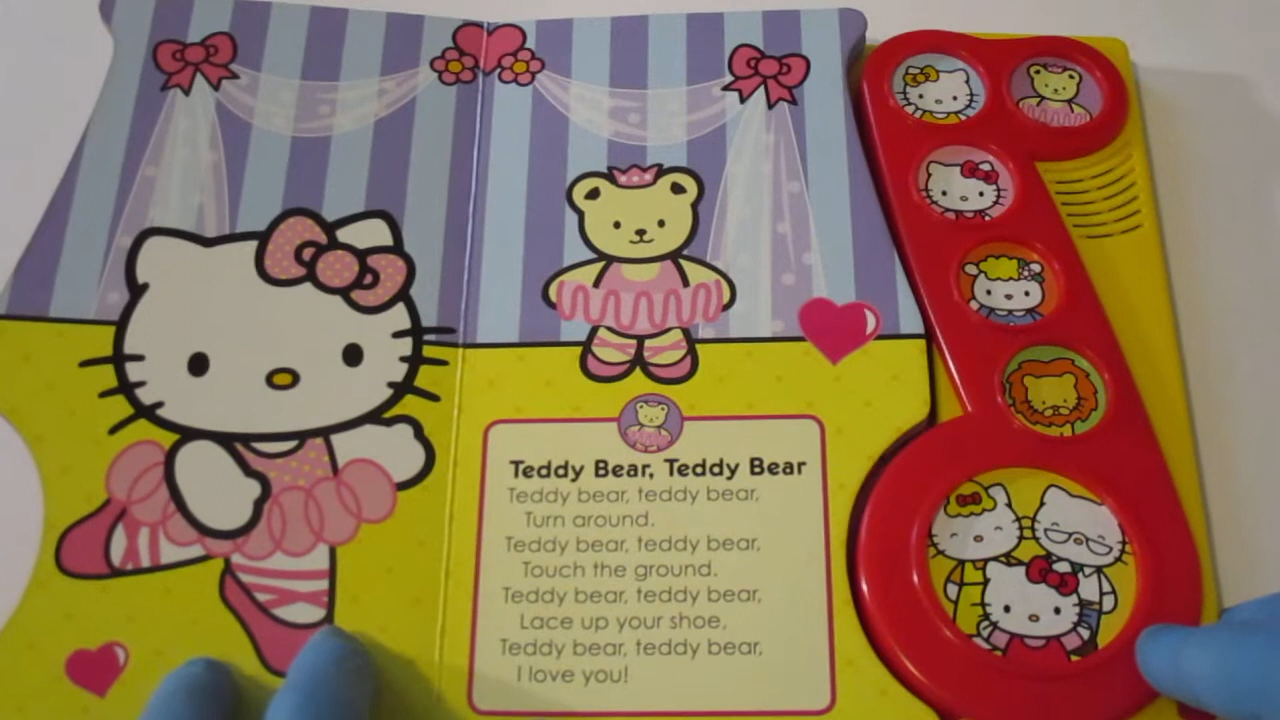 Teddy Bear, Teddy Bear
Teddy bear, teddy bear,
Turn around.
Teddy bear, teddy bear,
Touch the ground.
Teddy bear, teddy bear,
Lace up your shoe,
Teddy bear, teddy bear,
I love you!